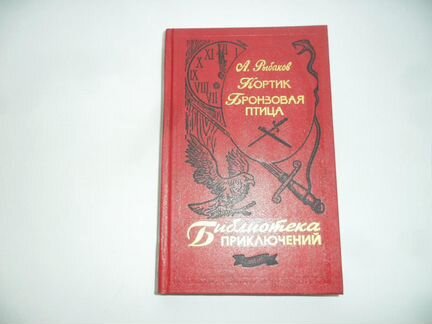 А. Рыбаков
Кортик
Бронзовая
птица
Библиотека
приключений